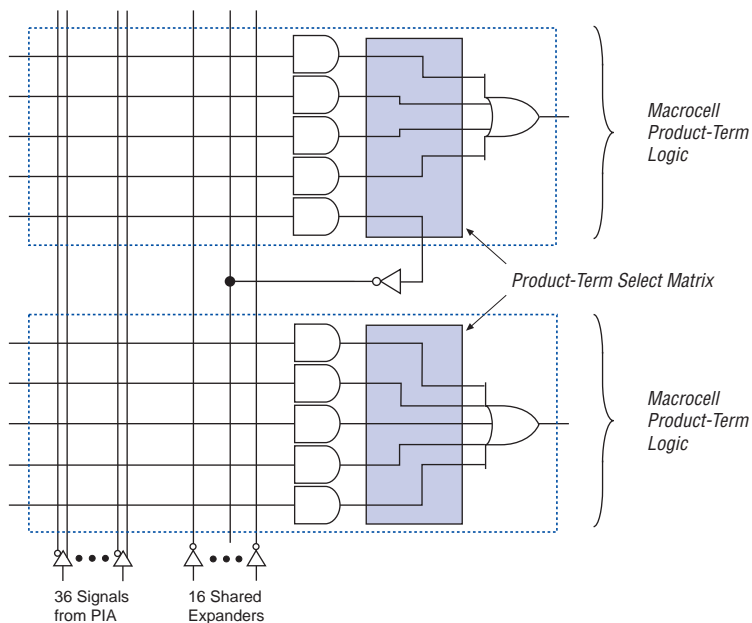 Macrocell
Product-Term
Logic
Product-Term Select Matrix
Macrocell
Product-Term
Logic
36 Signals
from PIA
16 Shared
Expanders